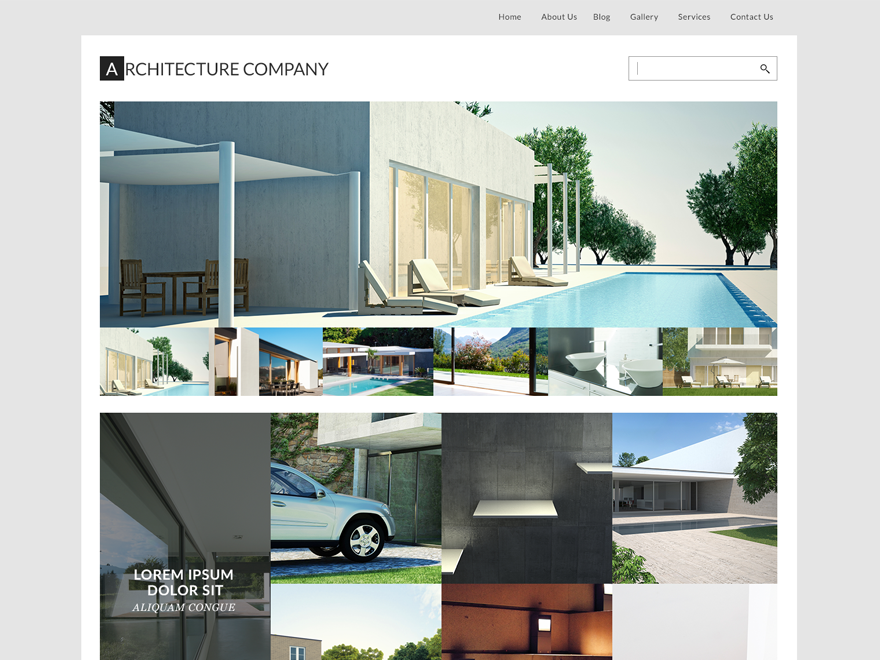 Home About Us Blog Gallery Services Contact Us
ARCHITECTURE COMPANY
LOREM IPSUM
DOLOR SIT
ALIQUAM CONGUE